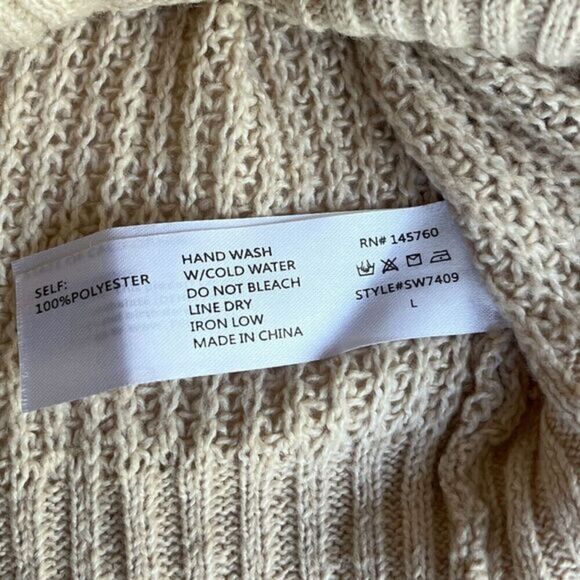 SELF:
100%POLYESTER
HAND WASH
W/COLD WATER
DO NOT BLEACH
LINE DRY
IRON LOW
MADE IN CHINA
RN# 145760
STYLE#SW7409
L